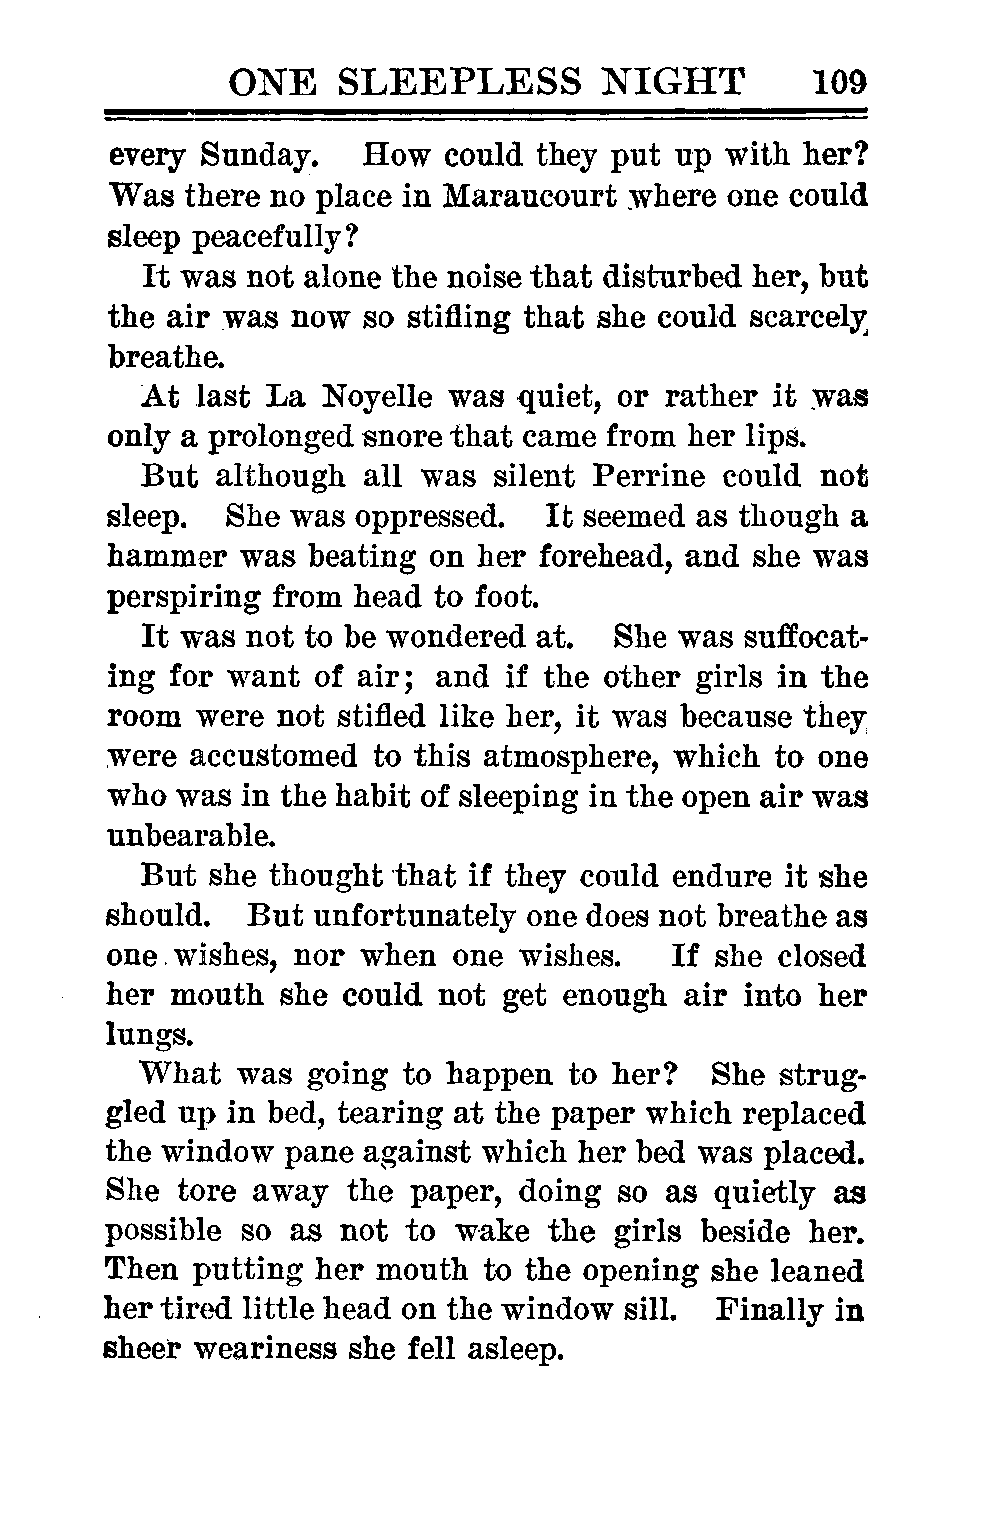 ONE SLEEPLESS NIGHT 109
every Sunday. How could they put up with her?
Was there no place in Maraucourt where one could
sleep peacefully?
It was not alone the noise that disturbed her, but
the air was now so stifling that she could scarcely
breathe.
At last La Noyelle was quiet, or rather it was
only a prolonged snore that came from her lips.
But although all was silent Perrine could not
sleep. She was oppressed. It seemed as though a
hammer was beating on her forehead, and she was
perspiring from head to foot.
It was not to be wondered at. She was suffocat-
ing for want of air; and if the other girls in the
room were not stifled like her, it was because they
were accustomed to this atmosphere, which to one
who was in the habit of sleeping in the open air was
unbearable.
But she thought that if they could endure it she
should. But unfortunately one does not breathe as
one wishes, nor when one wishes. If she closed
her mouth she could not get enough air into her
lungs.
What was going to happen to her? She strug-
gled up in bed, tearing at the paper which replaced
the window pane against which her bed was placed.
She tore away the paper, doing so as quietly as
possible so as not to wake the girls beside her.
Then putting her mouth to the opening she leaned
her tired little head on the window sill. Finally in
sheer weariness she fell asleep.